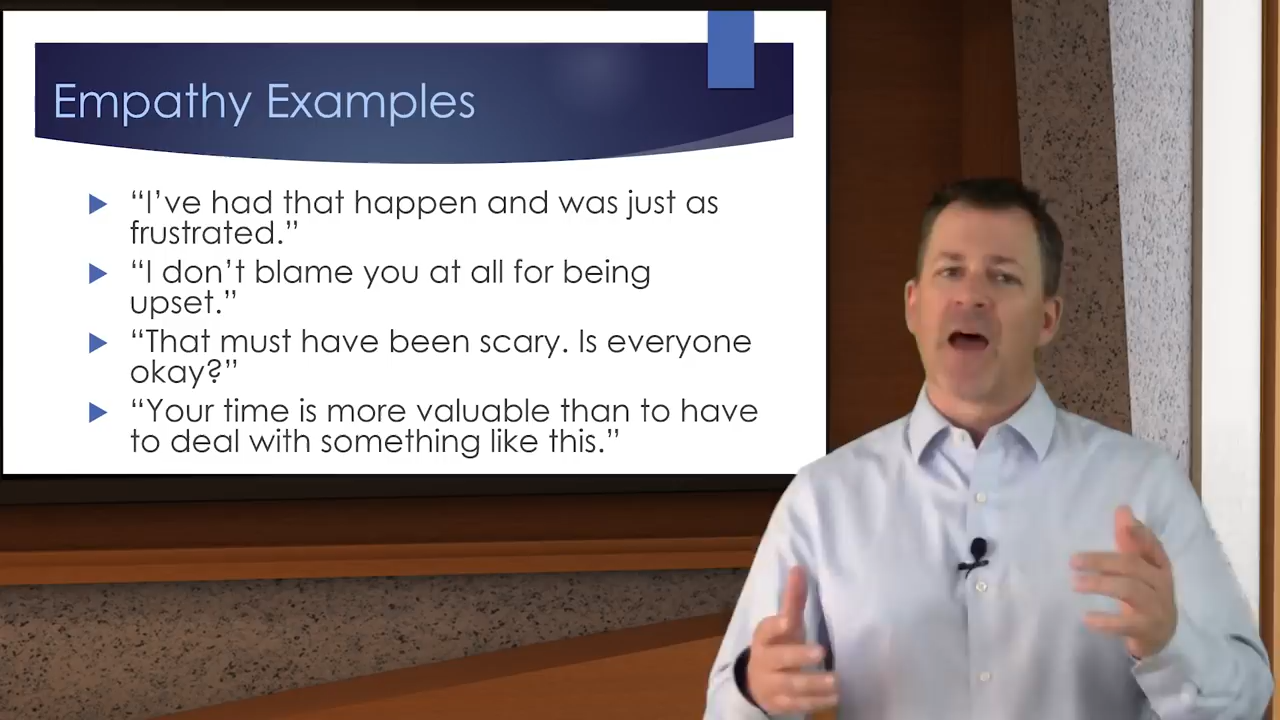 Empathy Examples
“I’ve had that happen and was just as
frustrated.”
“I don’t blame you at all for being
upset.”
“That must have been scary. Is everyone
okay?”
“Your time is more valuable than to have
to deal with something like this.”